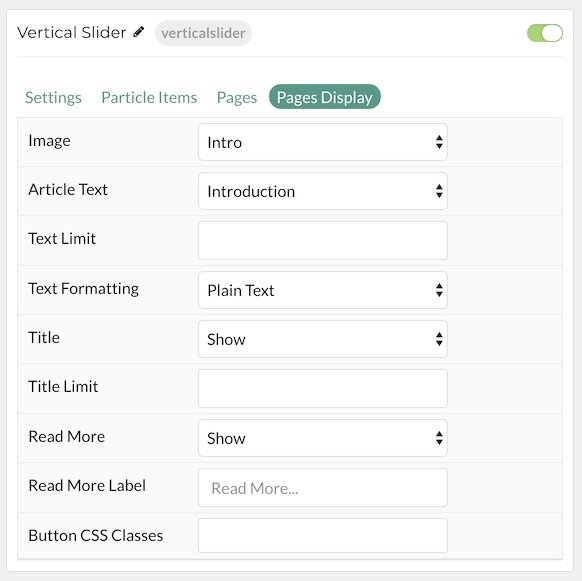 Vertical Slider verticalslider
Settings Particle Items Pages Pages Display
Image Intro
Article Text Introduction
Text Limit
Text Formatting Plain Text
Title Show
Title Limit
Read More Show
Read More Label Read More...
Button CSS Classes